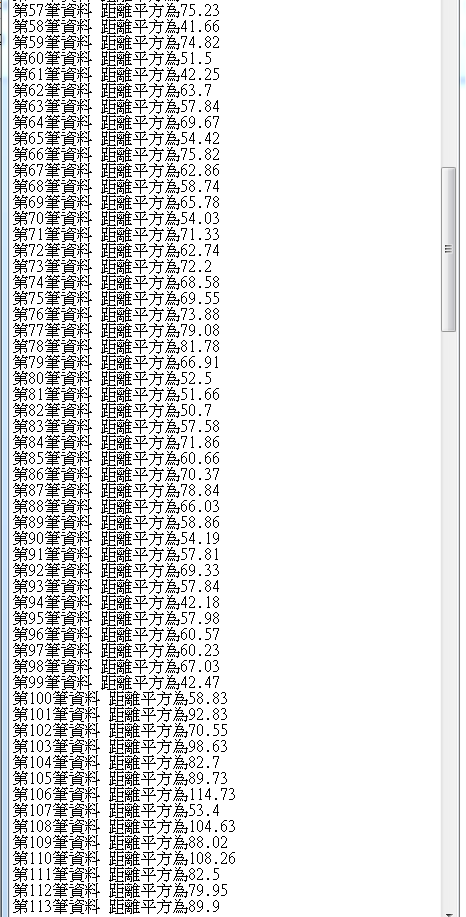 第57筆資料 距離平方為75.23
第58筆資料 距離平方為41.66
第59筆資料 距離平方為74.82
第60筆資料 距離平方為51.5
第61筆資料 距離平方為42.25
第62筆資料 距離平方為63.7
第63筆資料 距離平方為57.84
第64筆資料 距離平方為69.67
第65筆資料 距離平方為54.42
第66筆資料 距離平方為75.82
第67筆資料 距離平方為62.86
第68筆資料 距離平方為58.74
第69筆資料 距離平方為65.78
第70筆資料 距離平方為54.03
第71筆資料 距離平方為71.33
第72筆資料 距離平方為62.74
第73筆資料 距離平方為72.2
第74筆資料 距離平方為68.58
第75筆資料 距離平方為69.55
第76筆資料 距離平方為73.88
第77筆資料 距離平方為79.08
第78筆資料 距離平方為81.78
第79筆資料 距離平方為66.91
第80筆資料 距離平方為52.5
第81筆資料 距離平方為51.66
第82筆資料 距離平方為50.7
第83筆資料 距離平方為57.58
第84筆資料 距離平方為71.86
第85筆資料 距離平方為60.66
第86筆資料 距離平方為70.37
第87筆資料 距離平方為78.84
第88筆資料 距離平方為66.03
第89筆資料 距離平方為58.86
第90筆資料 距離平方為54.19
第91筆資料 距離平方為57.81
第92筆資料 距離平方為69.33
第93筆資料 距離平方為57.84
第94筆資料 距離平方為42.18
第95筆資料 距離平方為57.98
第96筆資料 距離平方為60.57
第97筆資料 距離平方為60.23
第98筆資料 距離平方為67.03
第99筆資料 距離平方為42.47
第100筆資料 距離平方為58.83
第101筆資料 距離平方為92.83
第102筆資料 距離平方為70.55
第103筆資料 距離平方為98.63
第104筆資料 距離平方為82.7
第105筆資料 距離平方為89.73
第106筆資料 距離平方為114.73
第107筆資料 距離平方為53.4
第108筆資料 距離平方為104.63
第109筆資料 距離平方為88.02
第110筆資料 距離平方為108.26
第111筆資料 距離平方為82.5
第112筆資料 距離平方為79.95
第113筆資料 距離平方為89.9